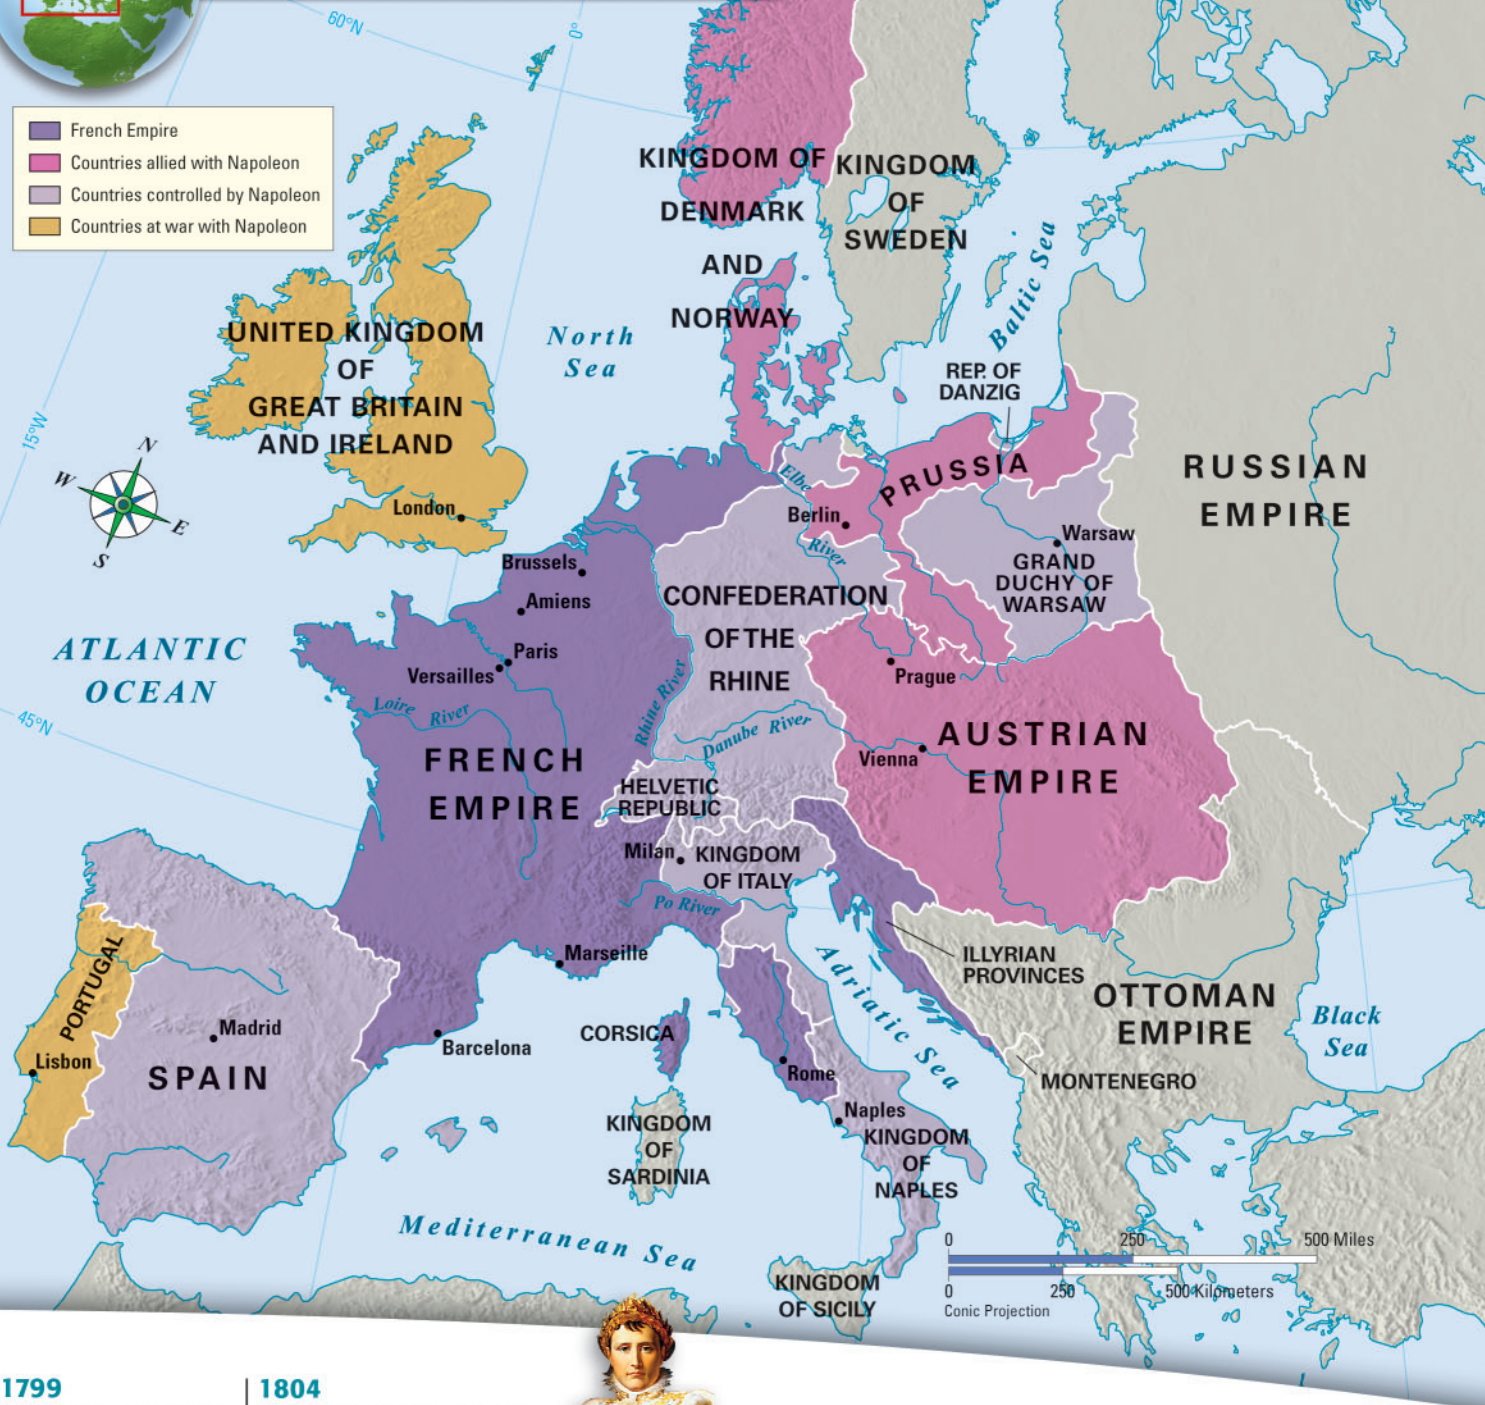 60°N
0°
French Empire
Countries allied with Napoleon
Countries controlled by Napoleon
Countries at war with Napoleon
KINGDOM OF
DENMARK
AND
NORWAY
KINGDOM
OF
SWEDEN
Baltic Sea
UNITED KINGDOM
OF
GREAT BRITAIN
AND IRELAND
North
Sea
REP. OF
DANZIG
15°W
N
W
E
S
London
Elbe
River
PRUSSIA
RUSSIAN
EMPIRE
Berlin
Warsaw
GRAND
DUCHY OF
WARSAW
Brussels
Amiens
CONFEDERATION
OF THE
RHINE
ATLANTIC
OCEAN
Paris
Versailles
Prague
Rhine River
Loire River
45°N
Danube River
AUSTRIAN
EMPIRE
Vienna
FRENCH
EMPIRE
HELVETIC
REPUBLIC
Milan
KINGDOM
OF ITALY
Po River
PORTUGAL
Marseille
ILLYRIAN
PROVINCES
Adriatic Sea
OTTOMAN
EMPIRE
Black
Sea
Madrid
CORSICA
Barcelona
Lisbon
SPAIN
Rome
MONTENEGRO
KINGDOM
OF
SARDINIA
Naples
KINGDOM
OF
NAPLES
Mediterranean Sea
0 250 500 Miles
0 250 500 Kilometers
Conic Projection
KINGDOM
OF SICILY
1799 | 1804